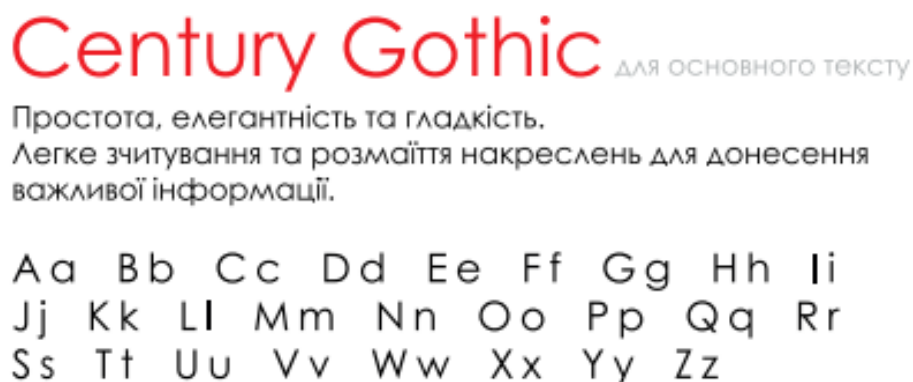 Century Gothic для основного тексту
Простота, елегантність та гладкість.
Легке зчитування та розмаїття накреслень для донесення
важливої інформації.
Aa Bb Cc Dd Ee Ff Gg Hh Ii
Jj Kk Ll Mm Nn Oo Pp Qq Rr
Ss Tt Uu Vv Ww Xx Yy Zz